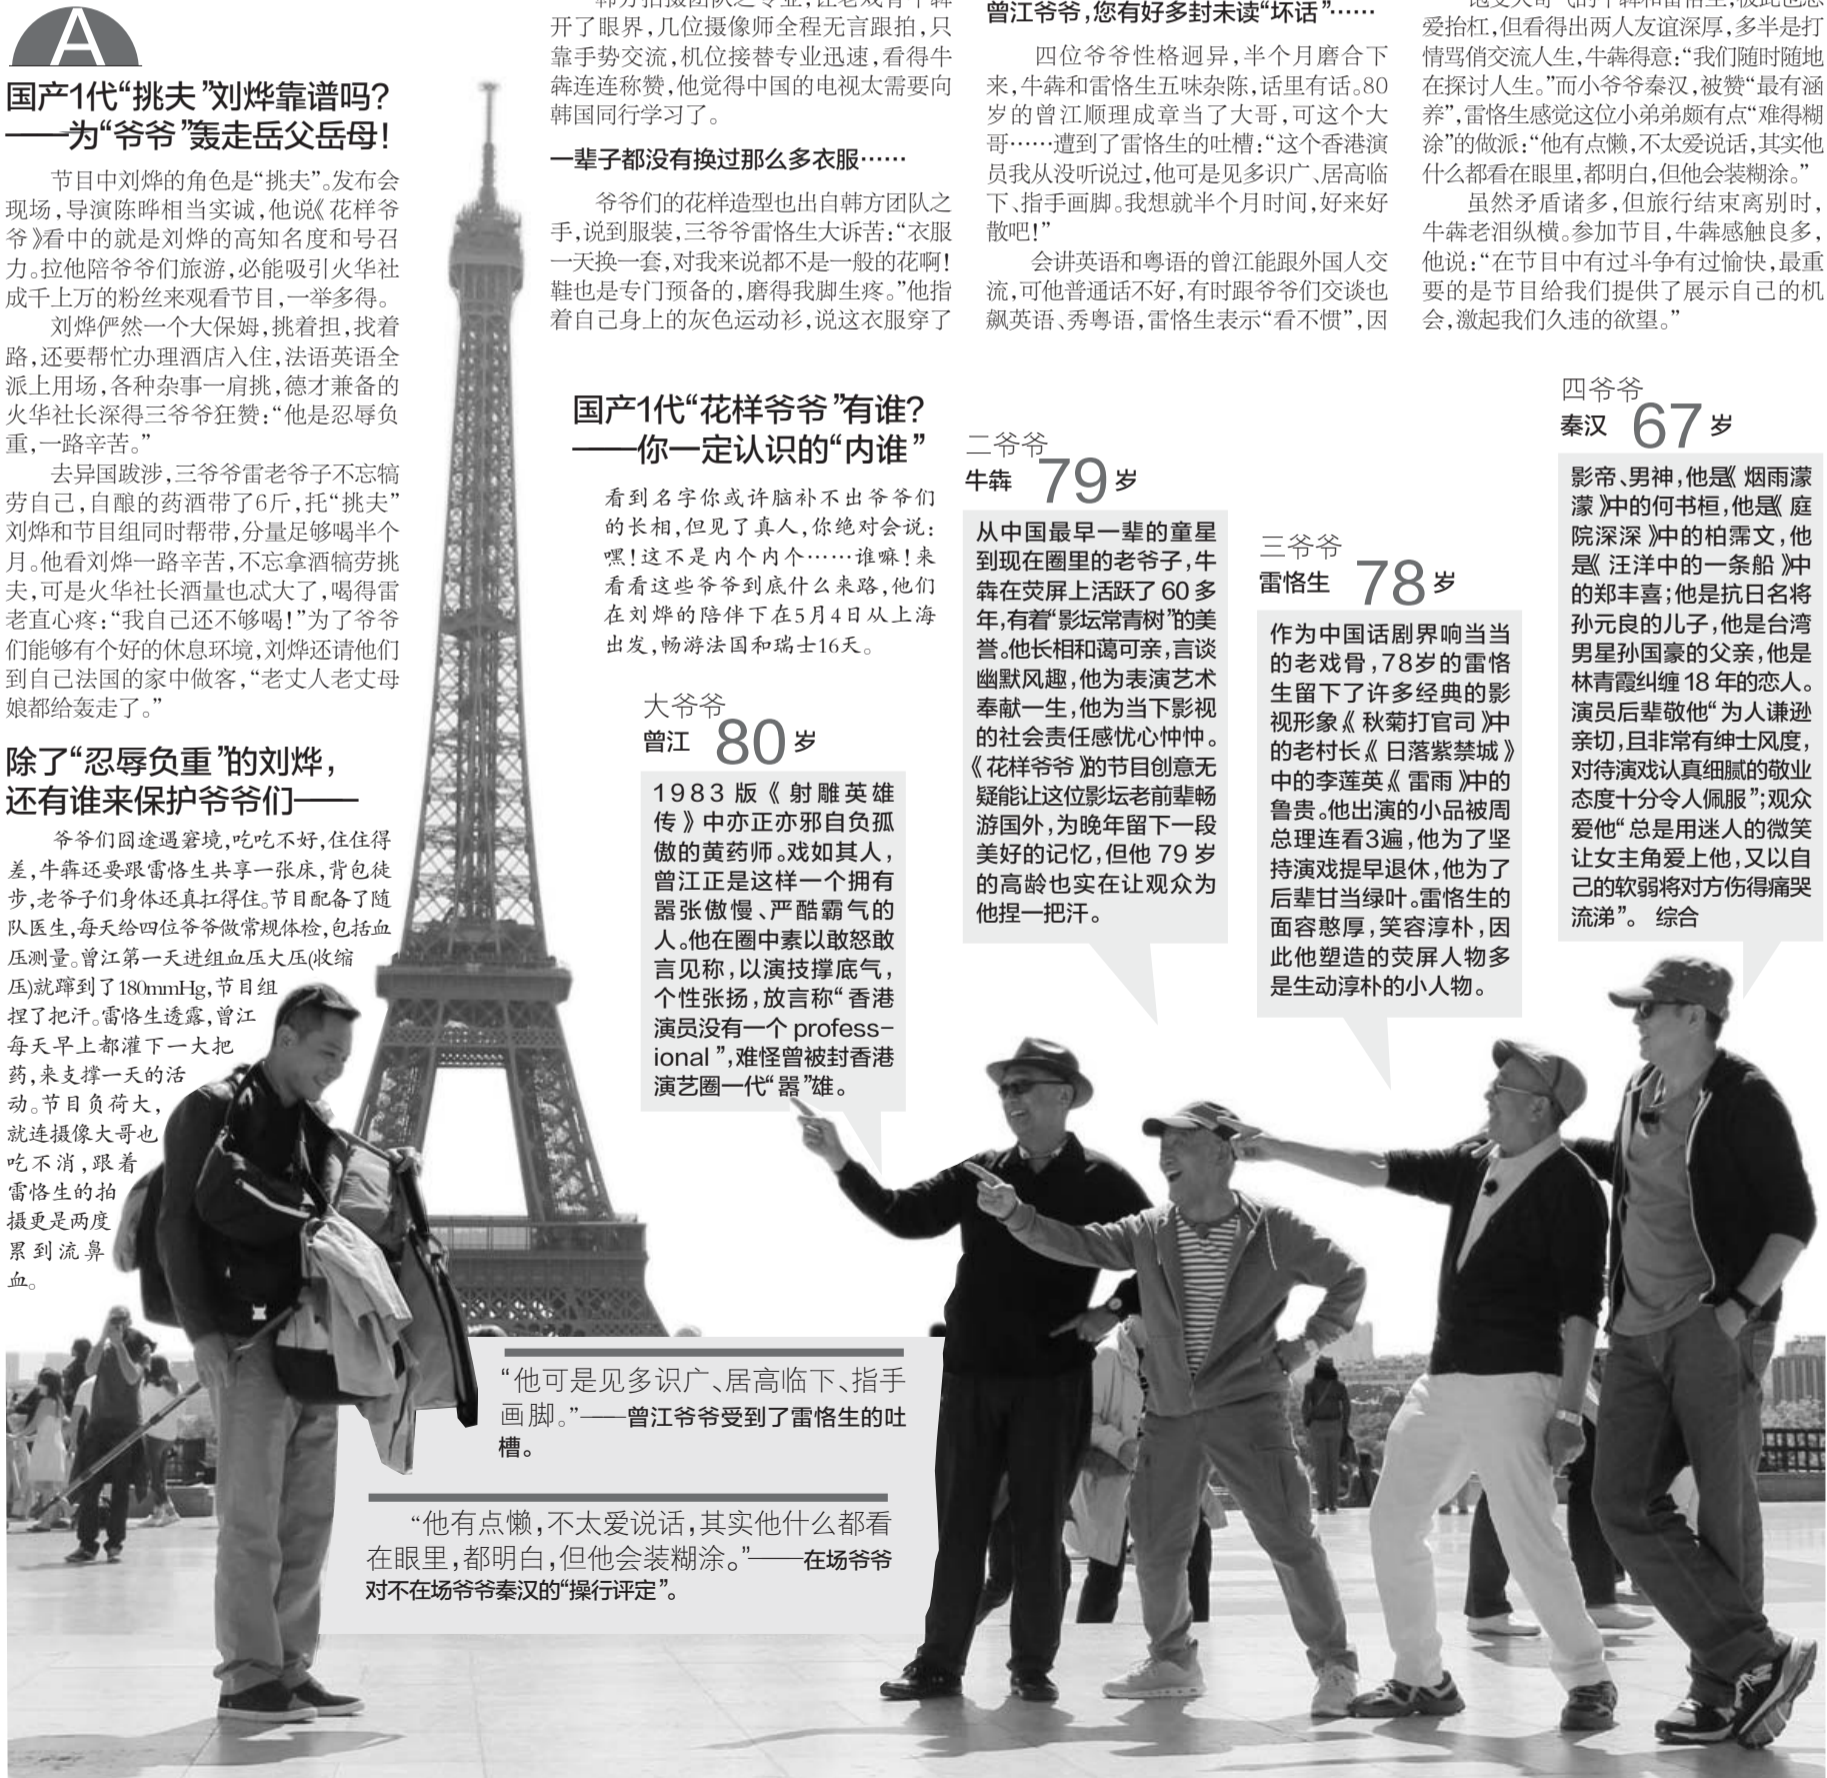 A
国产1代“挑夫”刘烨靠谱吗？
——为“爷爷”轰走岳父岳母！
节目中刘烨的角色是“挑夫”。发布会
现场，导演陈晔相当实诚，他说《花样爷
爷》看中的就是刘烨的高知名度和号召
力。拉他陪爷爷们旅游，必能吸引火华社
成千上万的粉丝来观看节目，一举多得。
刘烨俨然一个大保姆，挑着担，找着
路，还要帮忙办理酒店入住，法语英语全
派上用场，各种杂事一肩挑，德才兼备的
火华社长深得三爷爷狂赞：“他是忍辱负
重，一路辛苦。”
去异国跋涉，三爷爷雷老爷子不忘犒
劳自己，自酿的药酒带了6斤，托“挑夫”
刘烨和节目组同时帮带，分量足够喝半个
月。他看刘烨一路辛苦，不忘拿酒犒劳挑
夫，可是火华社长酒量也忒大了，喝得雷
老直心疼：“我自己还不够喝！”为了爷爷
们能够有个好的休息环境，刘烨还请他们
到自己法国的家中做客，“老丈人老丈母
娘都给轰走了。”
除了“忍辱负重”的刘烨，
还有谁来保护爷爷们——
爷爷们囧途遇窘境，吃吃不好，住住得
差，牛犇还要跟雷恪生共享一张床，背包徒
步，老爷子们身体还真扛得住。节目配备了随
队医生，每天给四位爷爷做常规体检，包括血
压测量。曾江第一天进组血压大压(收缩
压)就蹿到了180mmHg，节目组
捏了把汗。雷恪生透露，曾江
每天早上都灌下一大把
药，来支撑一天的活
动。节目负荷大，
就连摄像大哥也
吃不消，跟着
雷恪生的拍
摄更是两度
累到流鼻
血。
开了眼界，几位摄像师全程无言跟拍，只
靠手势交流，机位接替专业迅速，看得牛
犇连连称赞，他觉得中国的电视太需要向
韩国同行学习了。
一辈子都没有换过那么多衣服……
爷爷们的花样造型也出自韩方团队之
手，说到服装，三爷爷雷恪生大诉苦：“衣服
一天换一套，对我来说都不是一般的花啊！
鞋也是专门预备的，磨得我脚生疼。”他指
着自己身上的灰色运动衫，说这衣服穿了
曾江爷爷，您有好多封未读“坏话”……
四位爷爷性格迥异，半个月磨合下
来，牛犇和雷恪生五味杂陈，话里有话。80
岁的曾江顺理成章当了大哥，可这个大
哥……遭到了雷恪生的吐槽：“这个香港演
员我从没听说过，他可是见多识广、居高临
下、指手画脚。我想就半个月时间，好来好
散吧！”
会讲英语和粤语的曾江能跟外国人交
流，可他普通话不好，有时跟爷爷们交谈也
飙英语、秀粤语，雷恪生表示“看不惯”，因
爱抬杠，但看得出两人友谊深厚，多半是打
情骂俏交流人生，牛犇得意：“我们随时随地
在探讨人生。”而小爷爷秦汉，被赞“最有涵
养”，雷恪生感觉这位小弟弟颇有点“难得糊
涂”的做派：“他有点懒，不太爱说话，其实他
什么都看在眼里，都明白，但他会装糊涂。”
虽然矛盾诸多，但旅行结束离别时，
牛犇老泪纵横。参加节目，牛犇感触良多，
他说：“在节目中有过斗争有过愉快，最重
要的是节目给我们提供了展示自己的机
会，激起我们久违的欲望。”
国产1代“花样爷爷”有谁？
——你一定认识的“内谁”
看到名字你或许脑补不出爷爷们
的长相，但见了真人，你绝对会说：
嘿！这不是内个内个……谁嘛！来
看看这些爷爷到底什么来路，他们
在刘烨的陪伴下在5月4日从上海
出发，畅游法国和瑞士16天。
大爷爷
曾江 80岁
1983版《射雕英雄
传》中亦正亦邪自负孤
傲的黄药师。戏如其人，
曾江正是这样一个拥有
嚣张傲慢、严酷霸气的
人。他在圈中素以敢怒敢
言见称，以演技撑底气，
个性张扬，放言称“香港
演员没有一个 profess-
ional”，难怪曾被封香港
演艺圈一代“嚣”雄。
二爷爷
牛犇 79岁
从中国最早一辈的童星
到现在圈里的老爷子，牛
犇在荧屏上活跃了60多
年，有着“影坛常青树”的美
誉。他长相和蔼可亲，言谈
幽默风趣，他为表演艺术
奉献一生，他为当下影视
的社会责任感忧心忡忡。
《花样爷爷》的节目创意无
疑能让这位影坛老前辈畅
游国外，为晚年留下一段
美好的记忆，但他79岁
的高龄也实在让观众为
他捏一把汗。
三爷爷
雷恪生 78岁
作为中国话剧界响当当
的老戏骨，78岁的雷恪
生留下了许多经典的影
视形象《秋菊打官司》中
的老村长《日落紫禁城》
中的李莲英《雷雨》中的
鲁贵。他出演的小品被周
总理连看3遍，他为了坚
持演戏提早退休，他为了
后辈甘当绿叶。雷恪生的
面容憨厚，笑容淳朴，因
此他塑造的荧屏人物多
是生动淳朴的小人物。
四爷爷
秦汉 67岁
影帝、男神，他是《烟雨濛
濛》中的何书桓，他是《庭
院深深》中的柏霈文，他
是《汪洋中的一条船》中
的郑丰喜；他是抗日名将
孙元良的儿子，他是台湾
男星孙国豪的父亲，他是
林青霞纠缠18年的恋人。
演员后辈敬他“为人谦逊
亲切，且非常有绅士风度，
对待演戏认真细腻的敬业
态度十分令人佩服”；观众
爱他“总是用迷人的微笑
让女主角爱上他，又以自
己的软弱将对方伤得痛哭
流涕”。 综合
“他可是见多识广、居高临下、指手
画脚。”——曾江爷爷受到了雷恪生的吐
槽。
“他有点懒，不太爱说话，其实他什么都看
在眼里，都明白，但他会装糊涂。”——在场爷爷
对不在场爷爷秦汉的“操行评定”。